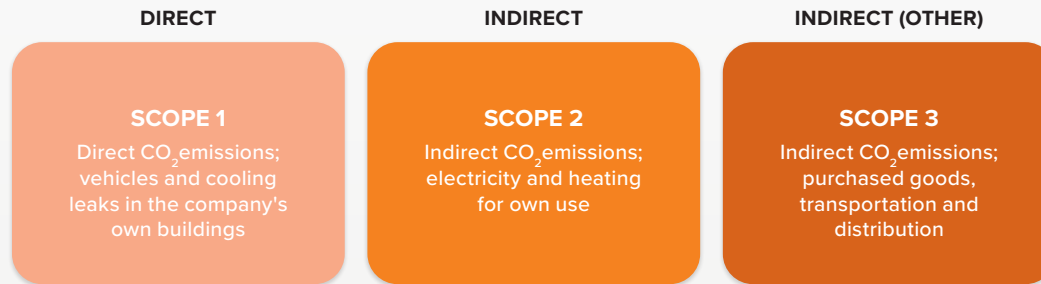 DIRECT
SCOPE 1
Direct CO₂emissions;
vehicles and cooling
leaks in the company's
own buildings
INDIRECT
SCOPE 2
Indirect CO₂emissions;
electricity and heating
for own use
INDIRECT (OTHER)
SCOPE 3
Indirect CO₂emissions;
purchased goods,
transportation and
distribution